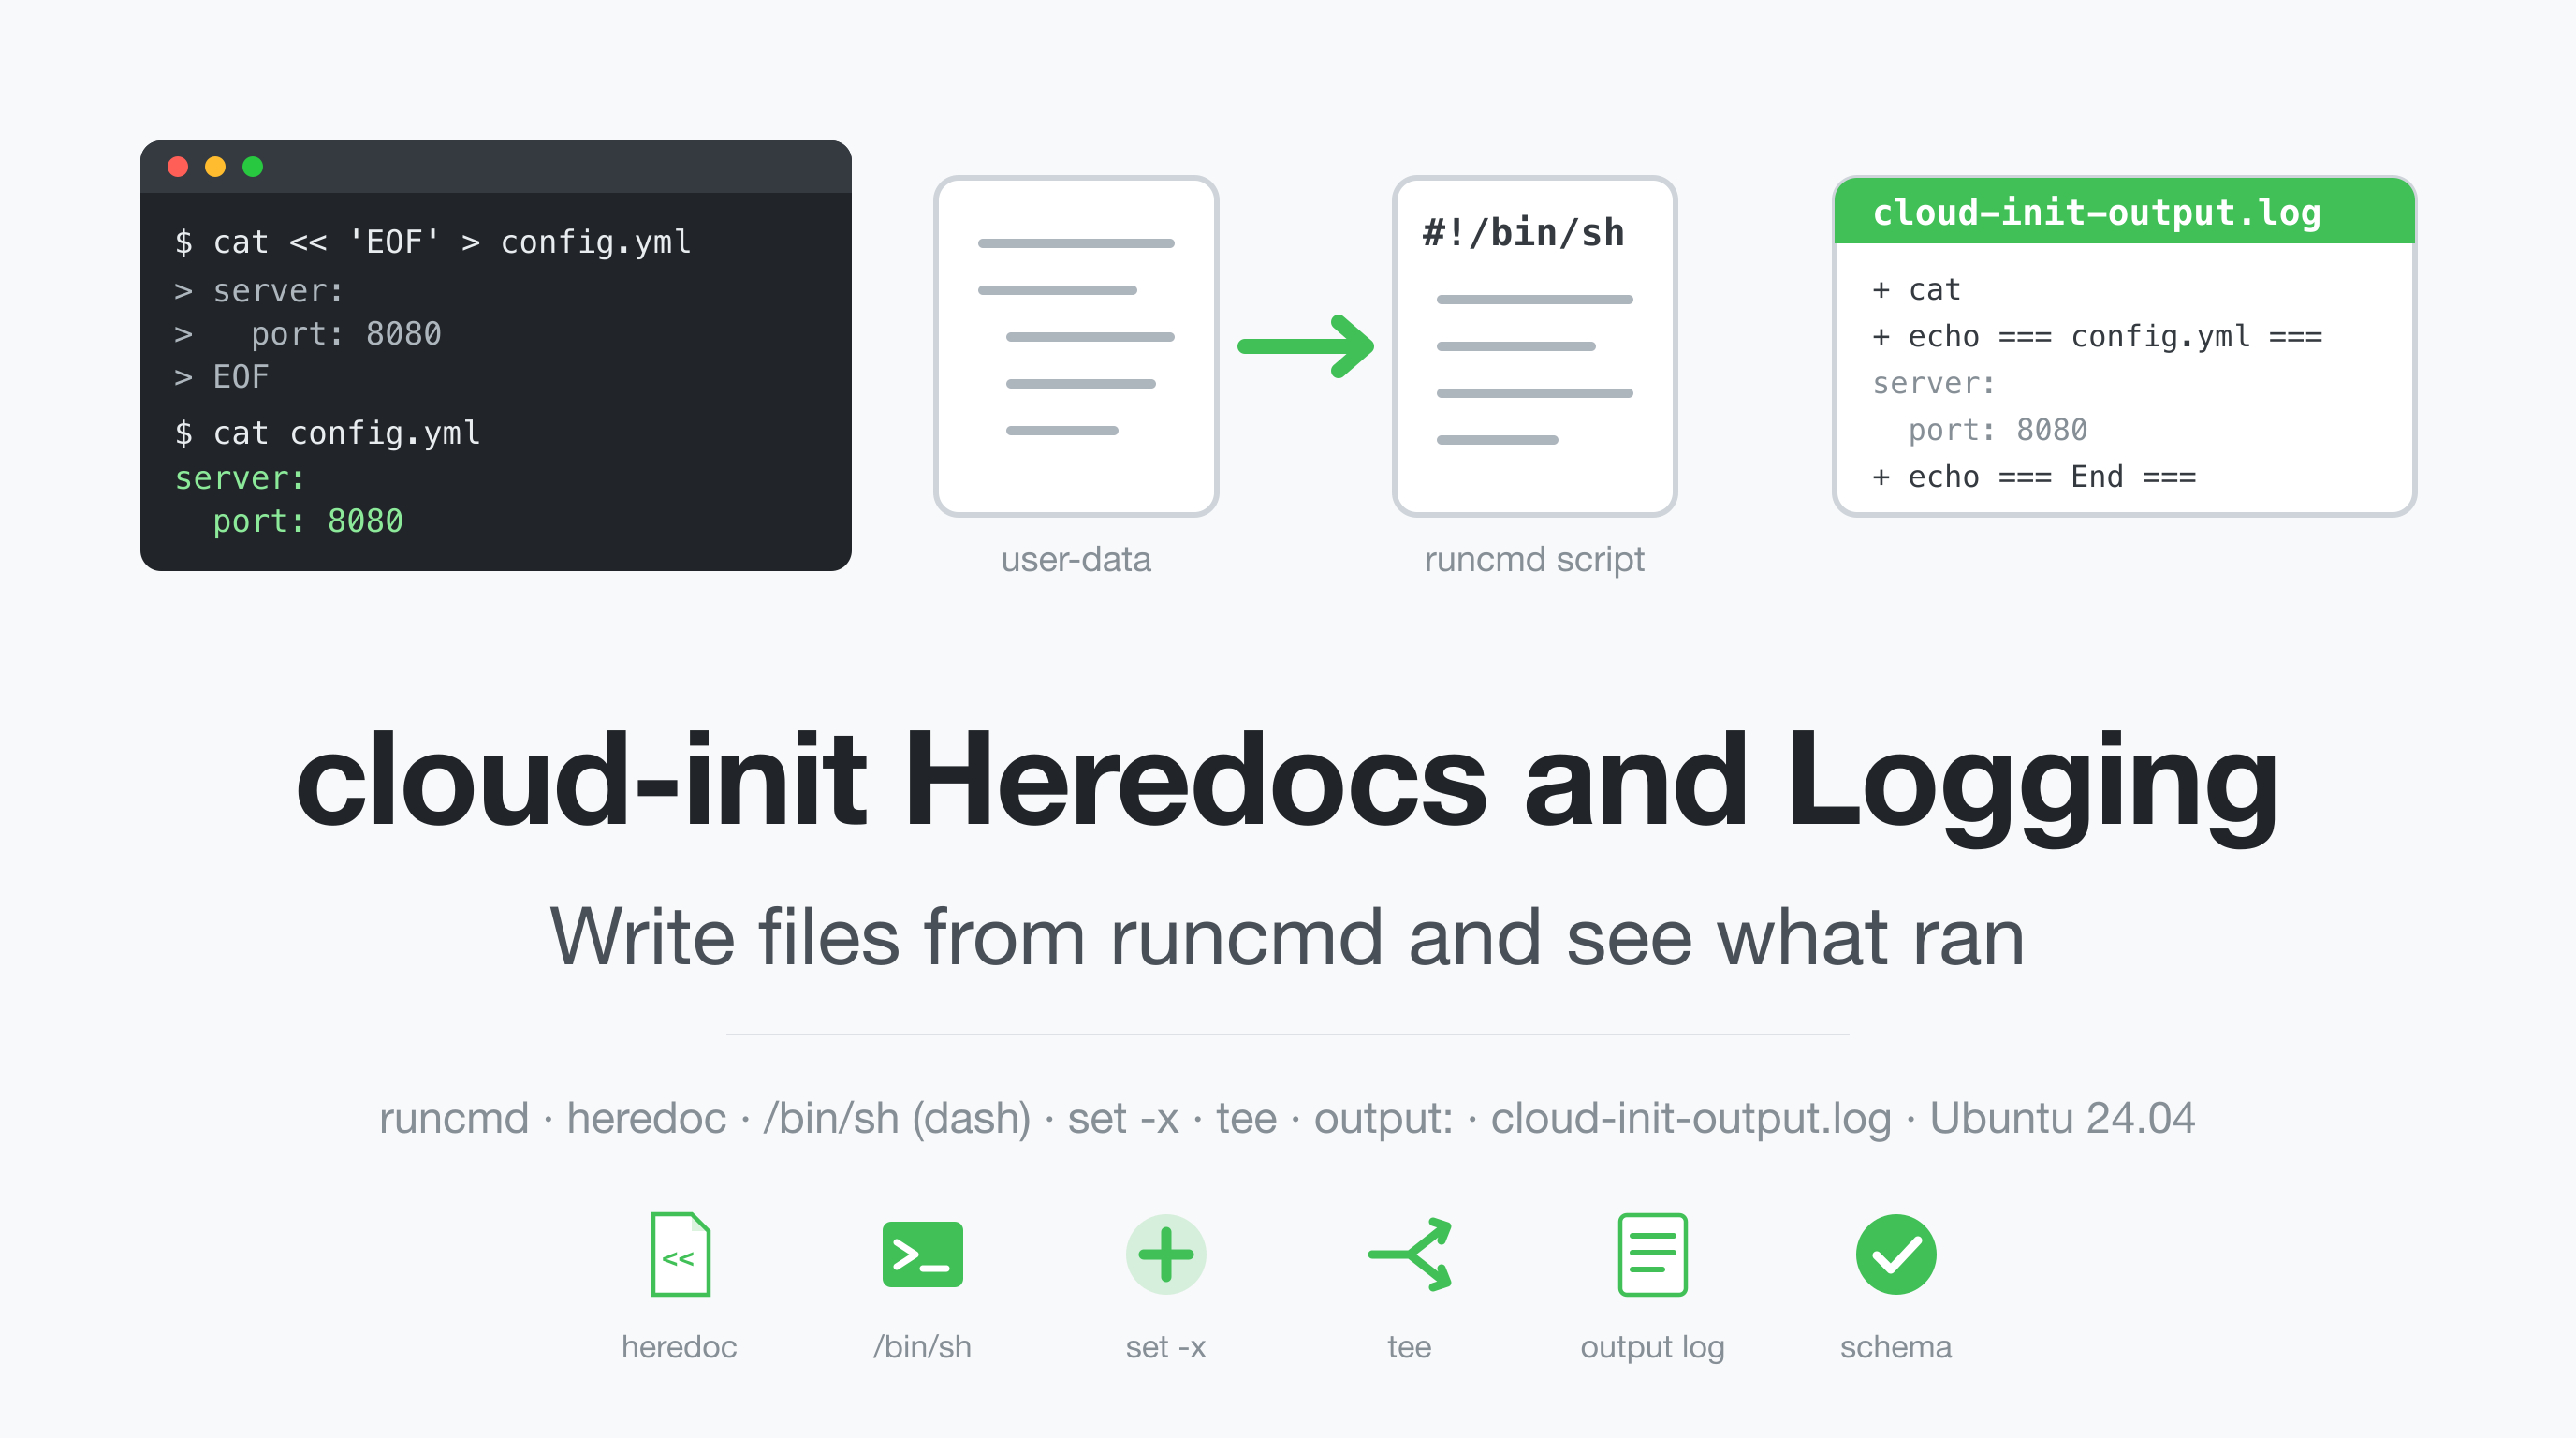 $ cat << 'EOF' > config.yml
> server:
>   port: 8080
> EOF
$ cat config.yml
server:
  port: 8080
user-data
#!/bin/sh
runcmd script
cloud-init-output.log
+ cat
+ echo === config.yml ===
server:
  port: 8080
+ echo === End ===
cloud-init Heredocs and Logging
Write files from runcmd and see what ran
runcmd · heredoc · /bin/sh (dash) · set -x · tee · output: · cloud-init-output.log · Ubuntu 24.04
<<
>_
heredoc
/bin/sh
set -x
tee
output log
schema